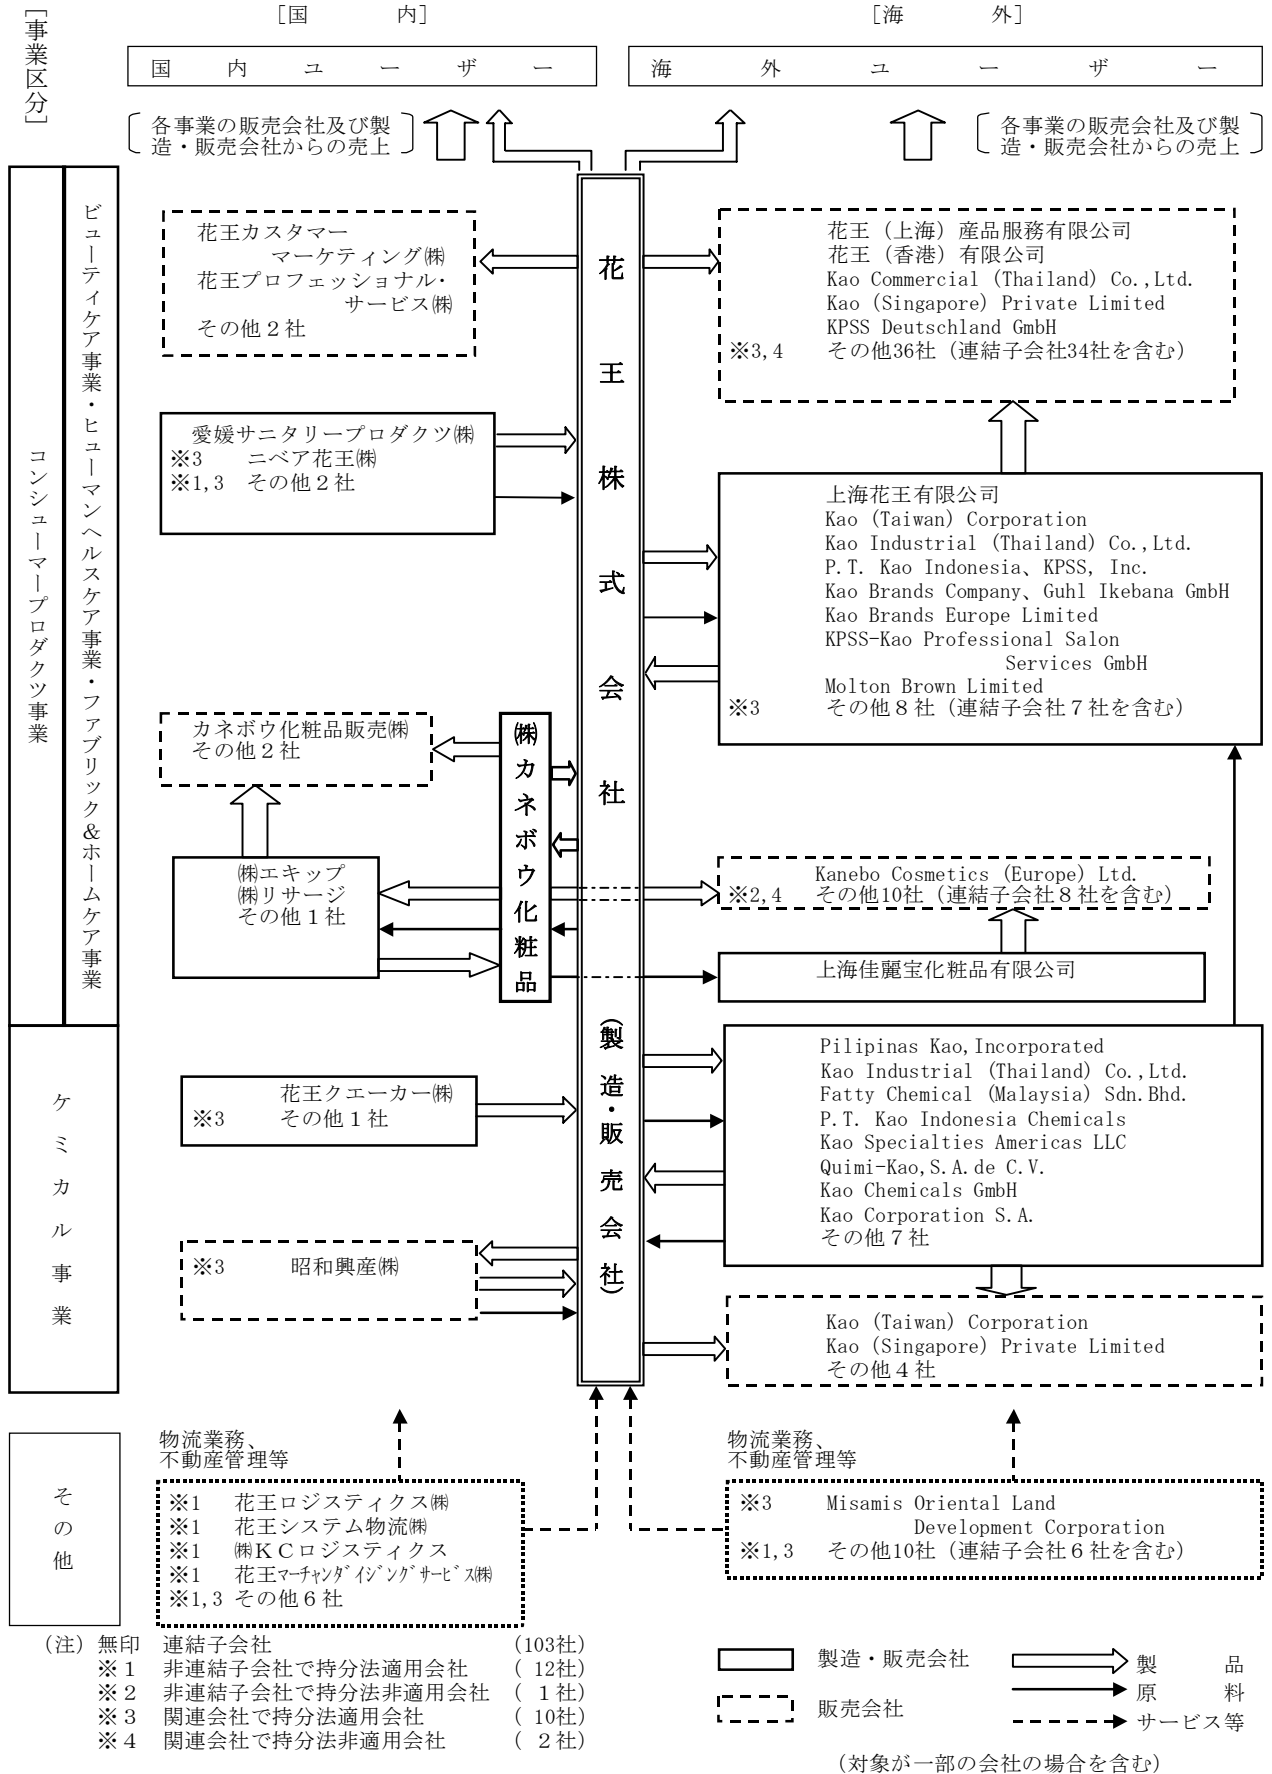 ［事業区分］
［国　　　内］
［海　　　外］
国内ユーザー
海外ユーザー
各事業の販売会社及び製
造・販売会社からの売上
各事業の販売会社及び製
造・販売会社からの売上
コンシューマープロダクツ事業
ビューティケア事業・ヒューマンヘルスケア事業・ファブリック＆ホームケア事業
花王カスタマー
マーケティング㈱
花王プロフェッショナル・
サービス㈱
その他２社
愛媛サニタリープロダクツ㈱
※3　ニベア花王㈱
※1,3　その他２社
カネボウ化粧品販売㈱
その他２社
㈱エキップ
㈱リサージ
その他１社
㈱カネボウ化粧品
花王株式会社（製造・販売会社）
花王（上海）産品服務有限公司
花王（香港）有限公司
Kao Commercial (Thailand) Co.,Ltd.
Kao (Singapore) Private Limited
KPSS Deutschland GmbH
※3,4　その他36社（連結子会社34社を含む）
上海花王有限公司
Kao (Taiwan) Corporation
Kao Industrial (Thailand) Co.,Ltd.
P.T. Kao Indonesia、KPSS, Inc.
Kao Brands Company、Guhl Ikebana GmbH
Kao Brands Europe Limited
KPSS-Kao Professional Salon
Services GmbH
Molton Brown Limited
※3　その他８社（連結子会社７社を含む）
Kanebo Cosmetics (Europe) Ltd.
※2,4　その他10社（連結子会社８社を含む）
上海佳麗宝化粧品有限公司
ケミカル事業
花王クエーカー㈱
※3　その他１社
※3　昭和興産㈱
Pilipinas Kao,Incorporated
Kao Industrial (Thailand) Co.,Ltd.
Fatty Chemical (Malaysia) Sdn.Bhd.
P.T. Kao Indonesia Chemicals
Kao Specialties Americas LLC
Quimi-Kao,S.A.de C.V.
Kao Chemicals GmbH
Kao Corporation S.A.
その他７社
Kao (Taiwan) Corporation
Kao (Singapore) Private Limited
その他４社
その他
物流業務、
不動産管理等
※1　花王ロジスティクス㈱
※1　花王システム物流㈱
※1　㈱ＫＣロジスティクス
※1　花王ﾏｰﾁｬﾝﾀﾞｲｼﾞﾝｸﾞｻｰﾋﾞｽ㈱
※1,3　その他６社
物流業務、
不動産管理等
※3　Misamis Oriental Land
Development Corporation
※1,3　その他10社（連結子会社６社を含む）
（注）無印　連結子会社　(103社)
※１　非連結子会社で持分法適用会社　( 12社)
※２　非連結子会社で持分法非適用会社　( １社)
※３　関連会社で持分法適用会社　( 10社)
※４　関連会社で持分法非適用会社　( ２社)
製造・販売会社
販売会社
製　　品
原　　料
サービス等
（対象が一部の会社の場合を含む）